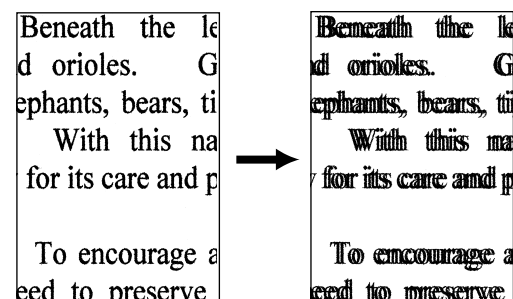 Beneath the le
d orioles. G
ephants, bears, ti
With this na
for its care and p
To encourage a
eed to preserve
Beneath the le
nd orioles. G
ephants, bears, ti
With this na
for its care and p
To encourage a
eed to preserve